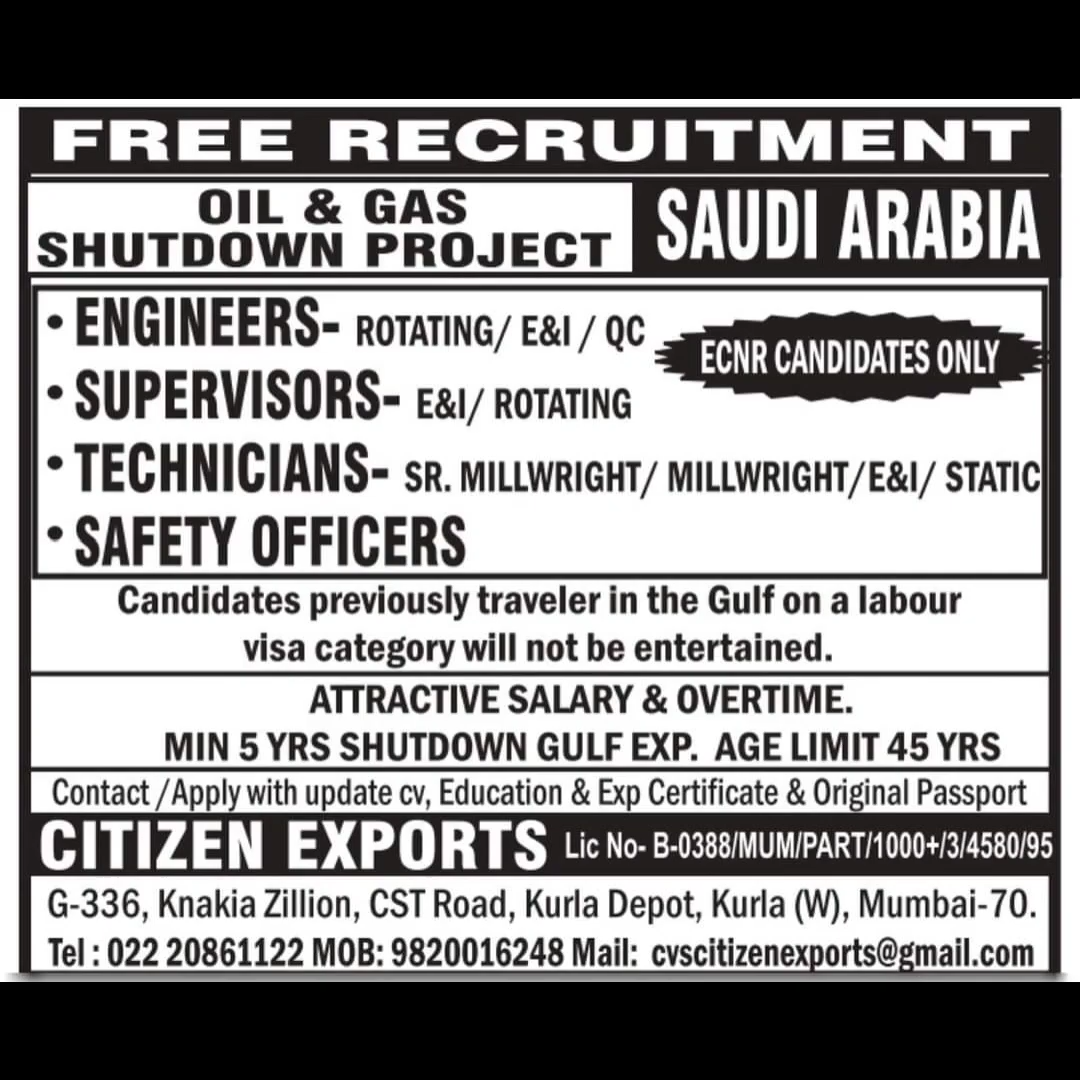 FREE RECRUITMENT
OIL & GAS
SHUTDOWN PROJECT
SAUDI ARABIA
• ENGINEERS- ROTATING/ E&I / QC
ECNR CANDIDATES ONLY
• SUPERVISORS- E&I/ ROTATING
• TECHNICIANS- SR. MILLWRIGHT/ MILLWRIGHT/E&I/ STATIC
• SAFETY OFFICERS
Candidates previously traveler in the Gulf on a labour
visa category will not be entertained.
ATTRACTIVE SALARY & OVERTIME.
MIN 5 YRS SHUTDOWN GULF EXP. AGE LIMIT 45 YRS
Contact /Apply with update cv, Education & Exp Certificate & Original Passport
CITIZEN EXPORTS Lic No- B-0388/MUM/PART/1000+/3/4580/95
G-336, Knakia Zillion, CST Road, Kurla Depot, Kurla (W), Mumbai-70.
Tel : 022 20861122 MOB: 9820016248 Mail: cvscitizenexports@gmail.com